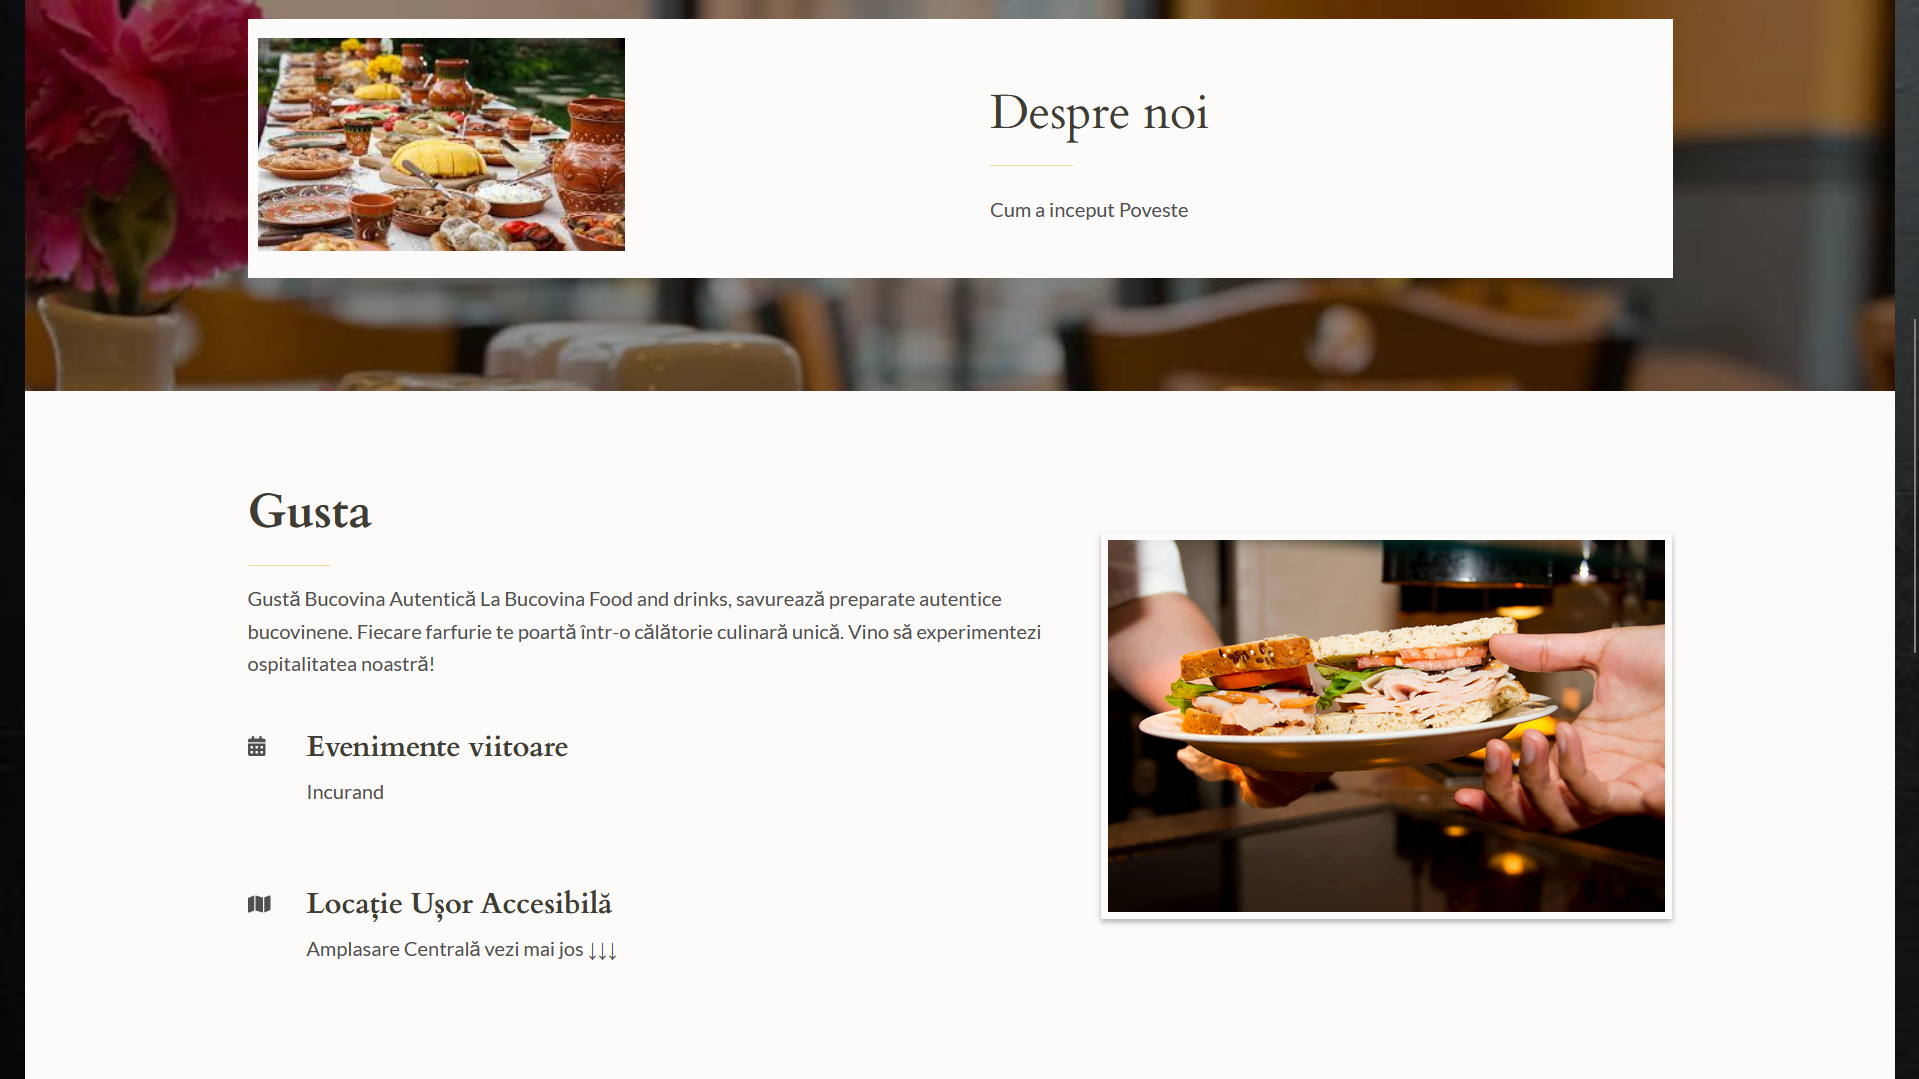 Despre noi
Cum a inceput Poveste
Gusta
Gustă Bucovina Autentică La Bucovina Food and drinks, savurează preparate autentice
bucovinene. Fiecare farfurie te poartă într-o călătorie culinară unică. Vino să experimentezi
ospitalitatea noastră!
Evenimente viitoare
Incurand
Locație Ușor Accesibilă
Amplasare Centrală vezi mai jos ↓↓↓